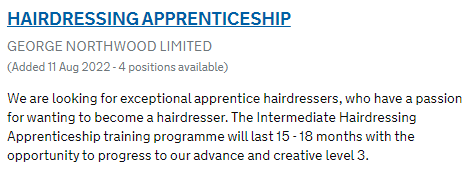 HAIRDRESSING APPRENTICESHIP
GEORGE NORTHWOOD LIMITED
(Added 11 Aug 2022 - 4 positions available)
We are looking for exceptional apprentice hairdressers, who have a passion
for wanting to become a hairdresser. The Intermediate Hairdressing
Apprenticeship training programme will last 15 - 18 months with the
opportunity to progress to our advance and creative level 3.